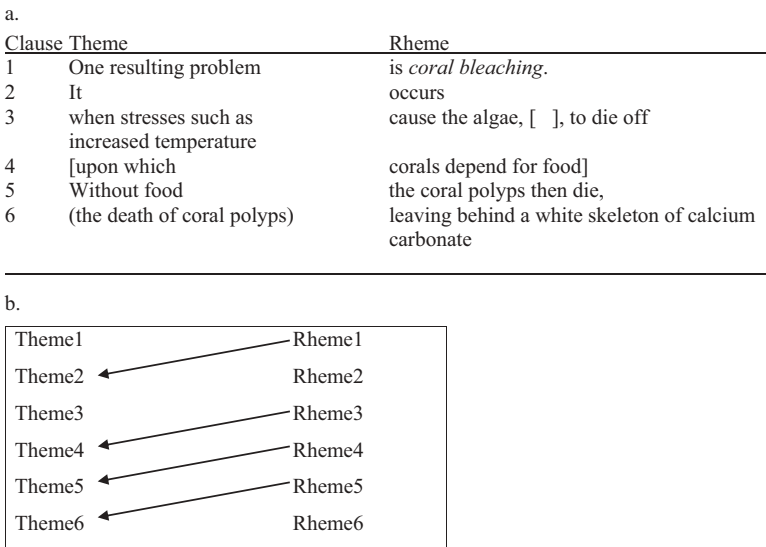 a.
Clause Theme Rheme
1 One resulting problem is coral bleaching.
2 It occurs
3 when stresses such as cause the algae, [ ], to die off
increased temperature
4 [upon which corals depend for food]
5 Without food the coral polyps then die,
6 (the death of coral polyps) leaving behind a white skeleton of calcium
carbonate
b.
Theme1 Rheme1
Theme2 Rheme2
Theme3 Rheme3
Theme4 Rheme4
Theme5 Rheme5
Theme6 Rheme6